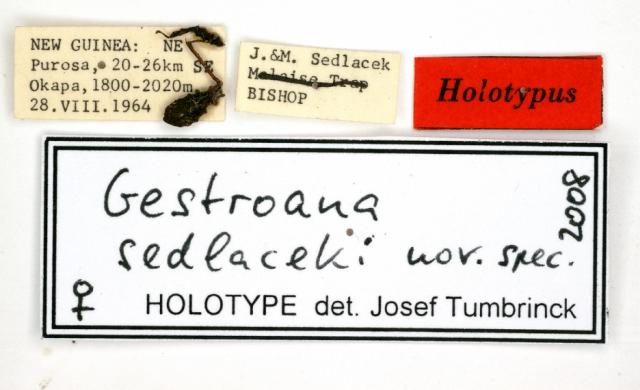 NEW GUINEA: NE
Purosa, 20-26km SE
Okapa, 1800-2020m
28.VIII.1964
J.&M. Sedlacek
Malaise Trap
BISHOP
Holotypus
Gestroana
sedlaceki nov. spec.
2008
♀ HOLOTYPE det. Josef Tumbrinck